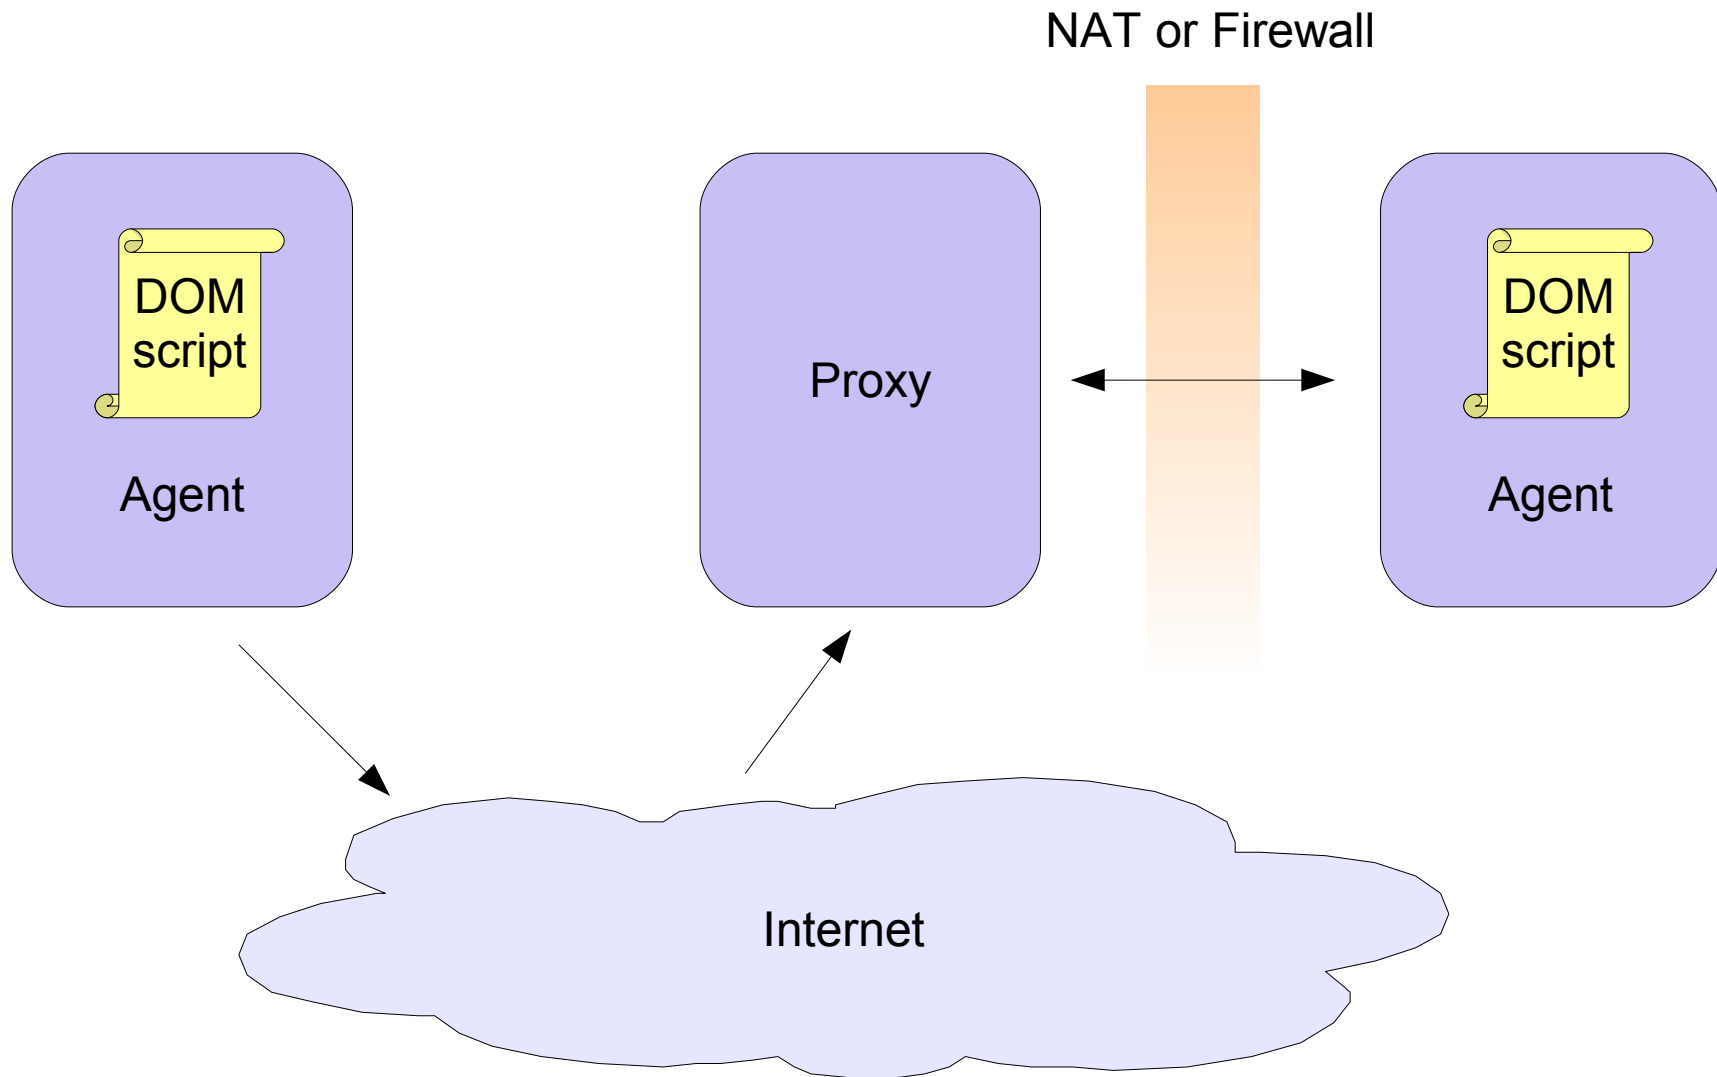 NAT or Firewall
DOM
script
Agent
Proxy
DOM
script
Agent
Internet